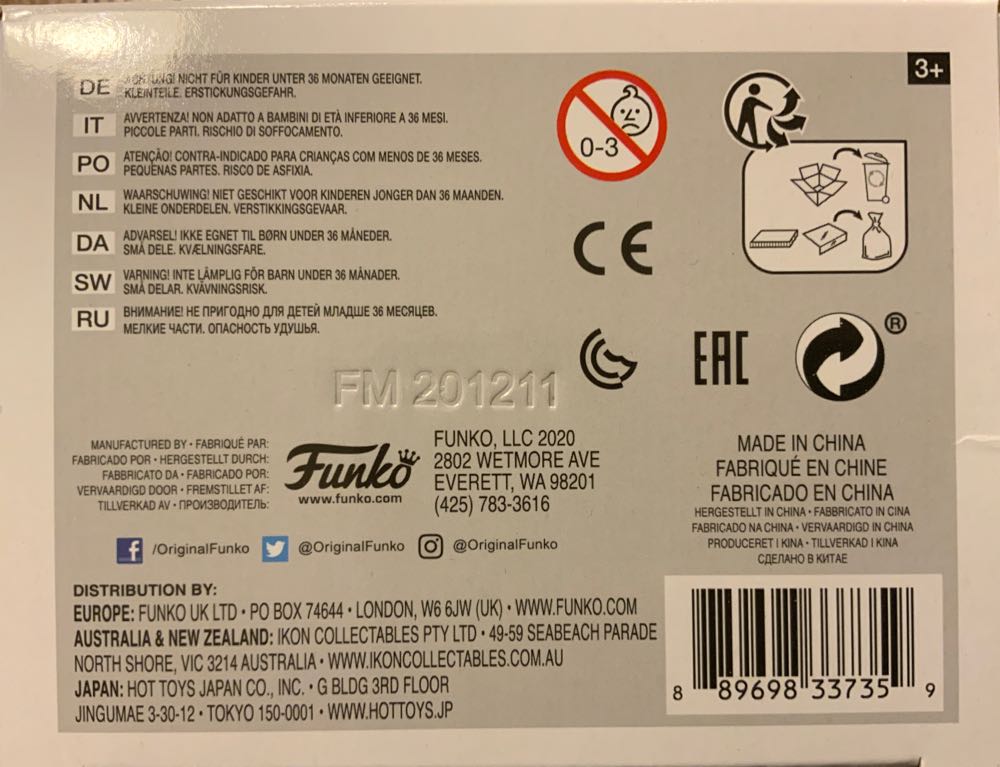 3+
DE
ACHTUNG! NICHT FÜR KINDER UNTER 36 MONATEN GEEIGNET.
KLEINTEILE. ERSTICKUNGSGEFAHR.
IT
AVVERTENZA! NON ADATTO A BAMBINI DI ETÀ INFERIORE A 36 MESI.
PICCOLE PARTI. RISCHIO DI SOFFOCAMENTO.
PO
ATENÇÃO! CONTRA-INDICADO PARA CRIANÇAS COM MENOS DE 36 MESES.
PEQUENAS PARTES. RISCO DE ASFIXIA.
NL
WAARSCHUWING! NIET GESCHIKT VOOR KINDEREN JONGER DAN 36 MAANDEN.
KLEINE ONDERDELEN. VERSTIKKINGSGEVAAR.
DA
ADVARSEL! IKKE EGNET TIL BØRN UNDER 36 MÅNEDER.
SMÅ DELE. KVÆLNINGSFARE.
SW
VARNING! INTE LÄMPLIG FÖR BARN UNDER 36 MÅNADER.
SMÅ DELAR. KVÄVNINGSRISK.
RU
ВНИМАНИЕ! НЕ ПРИГОДНО ДЛЯ ДЕТЕЙ МЛАДШЕ 36 МЕСЯЦЕВ.
МЕЛКИЕ ЧАСТИ. ОПАСНОСТЬ УДУШЬЯ.
0-3
CE
EAC
®
FM 201211
MANUFACTURED BY • FABRIQUÉ PAR:
FABRICADO POR • HERGESTELLT DURCH:
FABBRICATO DA • FABRICADO POR:
VERVAARDIGD DOOR • FREMSTILLET AF:
TILLVERKAD AV • ПРОИЗВОДИТЕЛЬ:
Funko
www.funko.com
FUNKO, LLC 2020
2802 WETMORE AVE
EVERETT, WA 98201
(425) 783-3616
MADE IN CHINA
FABRIQUÉ EN CHINE
FABRICADO EN CHINA
HERGESTELLT IN CHINA • FABBRICATO IN CINA
FABRICADO NA CHINA • VERVAARDIGD IN CHINA
PRODUCERET I KINA • TILLVERKAD I KINA
СДЕЛАНО В КИТАЕ
/OriginalFunko @OriginalFunko @OriginalFunko
DISTRIBUTION BY:
EUROPE: FUNKO UK LTD • PO BOX 74644 • LONDON, W6 6JW (UK) • WWW.FUNKO.COM
AUSTRALIA & NEW ZEALAND: IKON COLLECTABLES PTY LTD • 49-59 SEABEACH PARADE
NORTH SHORE, VIC 3214 AUSTRALIA • WWW.IKONCOLLECTABLES.COM.AU
JAPAN: HOT TOYS JAPAN CO., INC. • G BLDG 3RD FLOOR
JINGUMAE 3-30-12 • TOKYO 150-0001 • WWW.HOTTOYS.JP
8 89698 33735 9